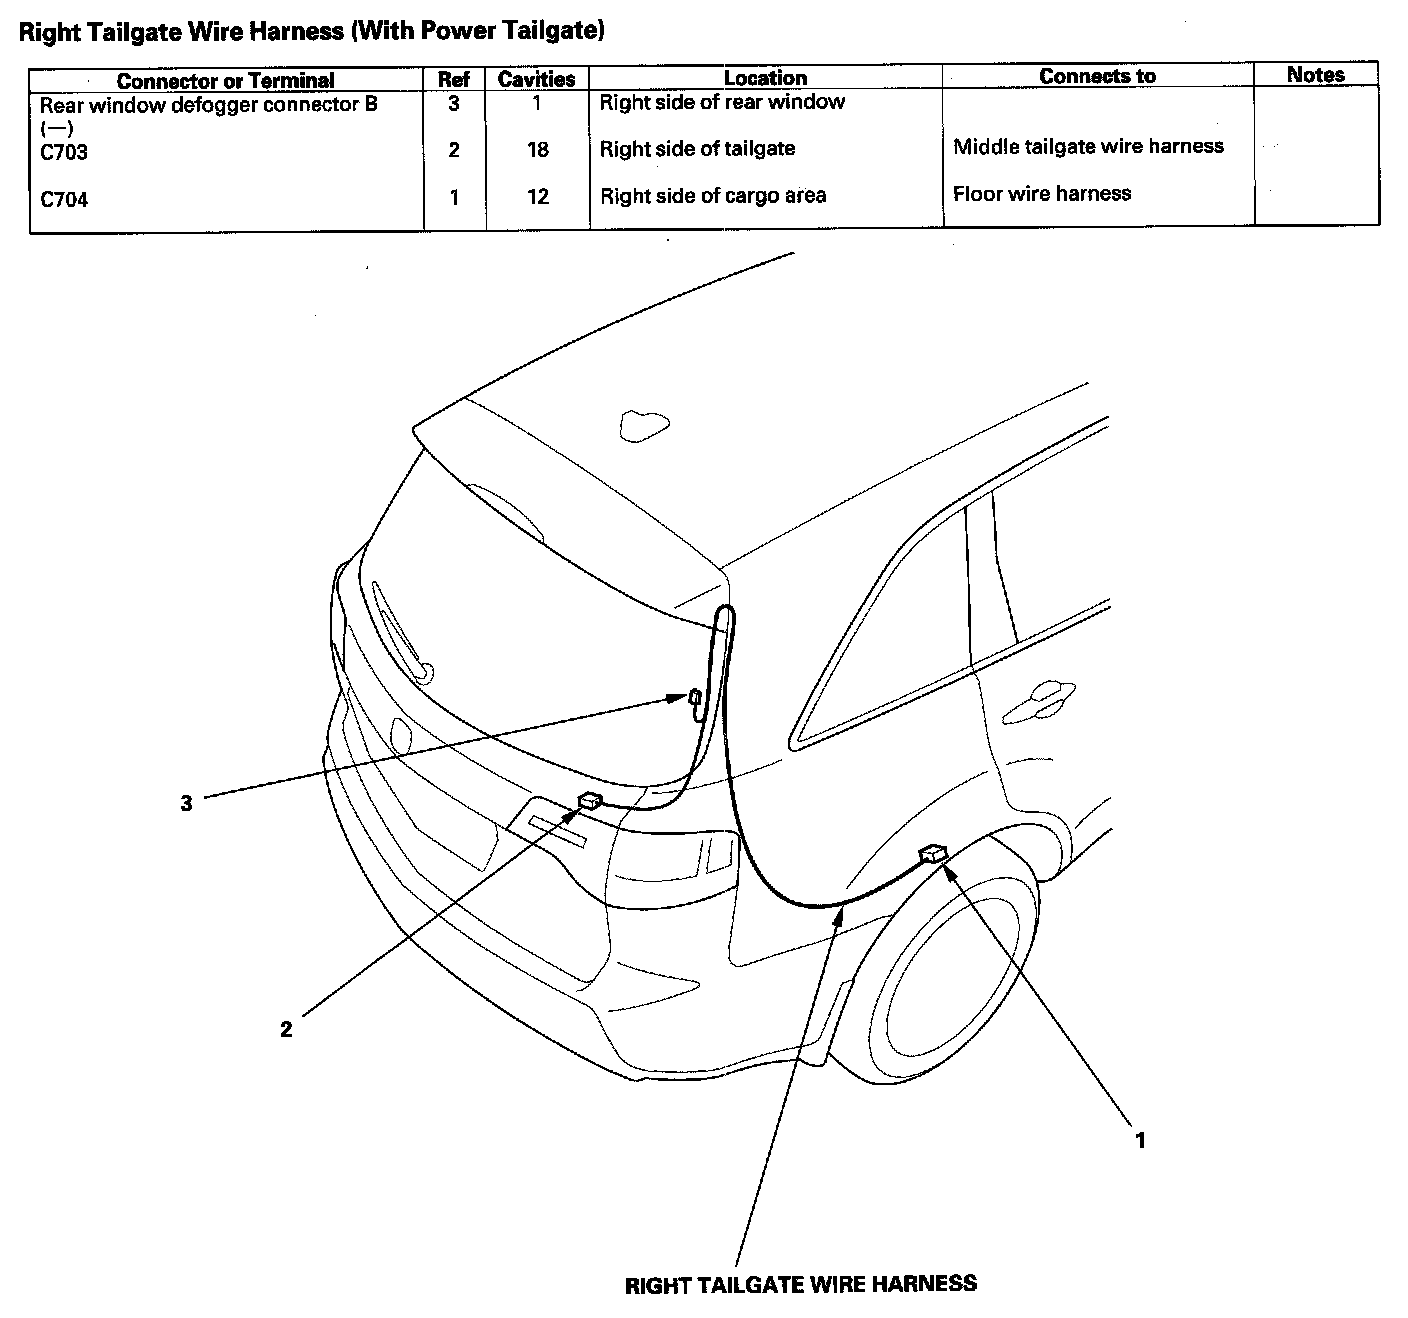 Right Tailgate Wire Harness (With Power Tailgate)
Connector or Terminal Ref Cavities Location Connects to Notes
Rear window defogger connector B 3 1 Right side of rear window
(—)
C703 2 18 Right side of tailgate Middle tailgate wire harness
C704 1 12 Right side of cargo area Floor wire harness
3
2
1
RIGHT TAILGATE WIRE HARNESS